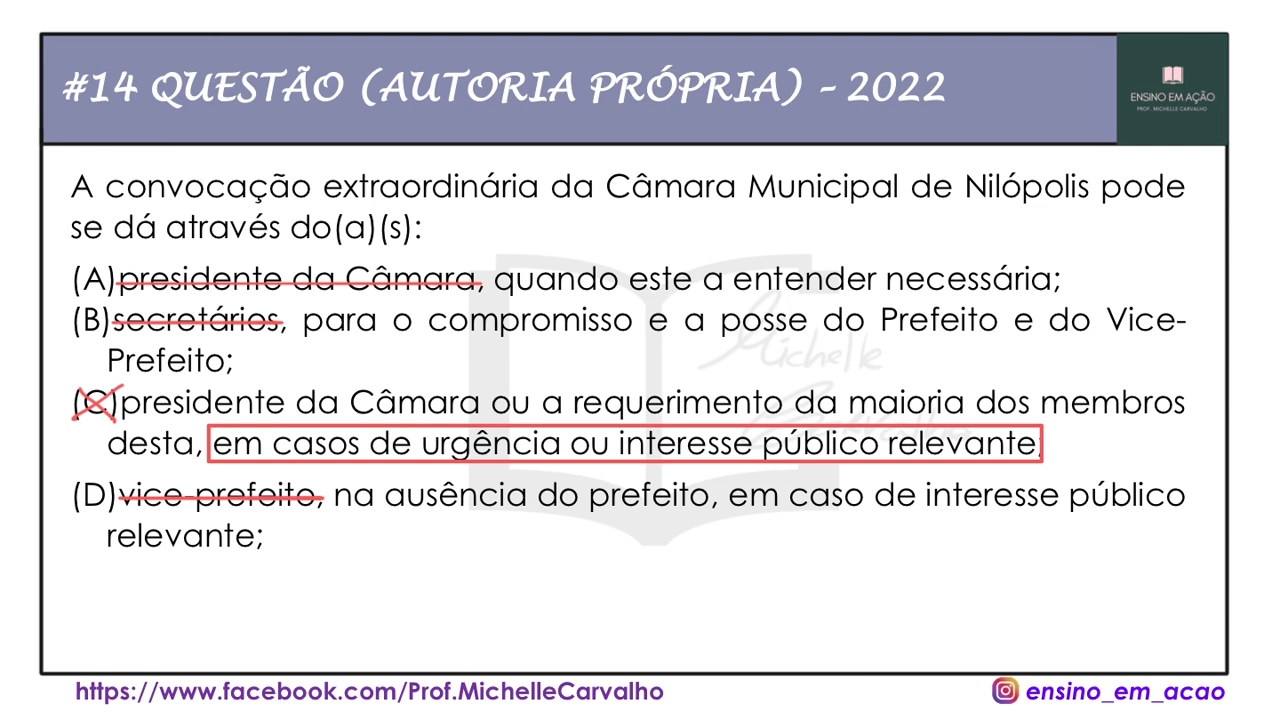 #14 QUESTÃO (AUTORIA PRÓPRIA) – 2022
ENSINO EM AÇÃO
PROF. MICHELLE CARVALHO
A convocação extraordinária da Câmara Municipal de Nilópolis pode
se dá através do(a)(s):
(A)presidente da Câmara, quando este a entender necessária;
(B)secretários, para o compromisso e a posse do Prefeito e do Vice-
Prefeito;
(C)presidente da Câmara ou a requerimento da maioria dos membros
desta, em casos de urgência ou interesse público relevante;
(D)vice-prefeito, na ausência do prefeito, em caso de interesse público
relevante;
Michelle
Carvalho
https://www.facebook.com/Prof.MichelleCarvalho
ensino_em_acao